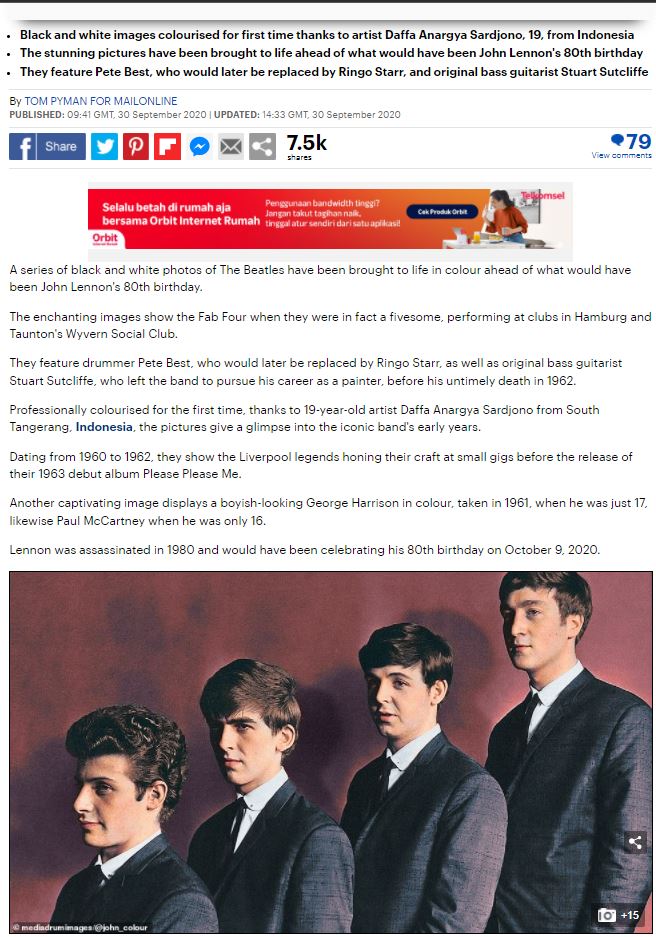 Black and white images colourised for first time thanks to artist Daffa Anargya Sardjono, 19, from Indonesia
The stunning pictures have been brought to life ahead of what would have been John Lennon's 80th birthday
They feature Pete Best, who would later be replaced by Ringo Starr, and original bass guitarist Stuart Sutcliffe
By TOM PYMAN FOR MAILONLINE
PUBLISHED: 09:41 GMT, 30 September 2020 | UPDATED: 14:33 GMT, 30 September 2020
Share
7.5k
shares
79
View comments
Selalu betah di rumah aja
bersama Orbit Internet Rumah
Orbit
Penggunaan bandwidth tinggi?
Jangan takut tagihan naik,
tinggal atur sendiri dari satu aplikasi!
Cek Produk Orbit
Telkomsel
A series of black and white photos of The Beatles have been brought to life in colour ahead of what would have
been John Lennon's 80th birthday.
The enchanting images show the Fab Four when they were in fact a fivesome, performing at clubs in Hamburg and
Taunton's Wyvern Social Club.
They feature drummer Pete Best, who would later be replaced by Ringo Starr, as well as original bass guitarist
Stuart Sutcliffe, who left the band to pursue his career as a painter, before his untimely death in 1962.
Professionally colourised for the first time, thanks to 19-year-old artist Daffa Anargya Sardjono from South
Tangerang, Indonesia, the pictures give a glimpse into the iconic band's early years.
Dating from 1960 to 1962, they show the Liverpool legends honing their craft at small gigs before the release of
their 1963 debut album Please Please Me.
Another captivating image displays a boyish-looking George Harrison in colour, taken in 1961, when he was just 17,
likewise Paul McCartney when he was only 16.
Lennon was assassinated in 1980 and would have been celebrating his 80th birthday on October 9, 2020.
© mediadrumimages/@john_colour
+15